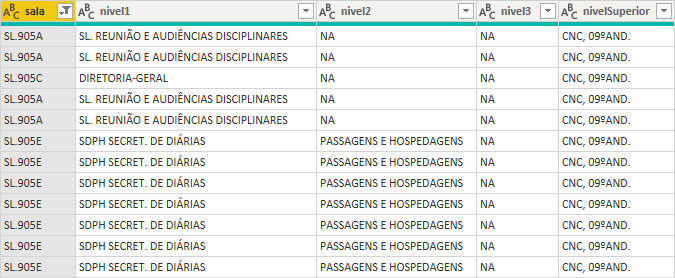 ABC sala ABC nivel1 ABC nivel2 ABC nivel3 ABC nivelSuperior
SL.905A SL. REUNIÃO E AUDIÊNCIAS DISCIPLINARES NA NA CNC, 09ºAND.
SL.905A SL. REUNIÃO E AUDIÊNCIAS DISCIPLINARES NA NA CNC, 09ºAND.
SL.905C DIRETORIA-GERAL NA NA CNC, 09ºAND.
SL.905A SL. REUNIÃO E AUDIÊNCIAS DISCIPLINARES NA NA CNC, 09ºAND.
SL.905A SL. REUNIÃO E AUDIÊNCIAS DISCIPLINARES NA NA CNC, 09ºAND.
SL.905E SDPH SECRET. DE DIÁRIAS PASSAGENS E HOSPEDAGENS NA CNC, 09ºAND.
SL.905E SDPH SECRET. DE DIÁRIAS PASSAGENS E HOSPEDAGENS NA CNC, 09ºAND.
SL.905E SDPH SECRET. DE DIÁRIAS PASSAGENS E HOSPEDAGENS NA CNC, 09ºAND.
SL.905E SDPH SECRET. DE DIÁRIAS PASSAGENS E HOSPEDAGENS NA CNC, 09ºAND.
SL.905E SDPH SECRET. DE DIÁRIAS PASSAGENS E HOSPEDAGENS NA CNC, 09ºAND.
SL.905E SDPH SECRET. DE DIÁRIAS PASSAGENS E HOSPEDAGENS NA CNC, 09ºAND.
SL.905E SDPH SECRET. DE DIÁRIAS PASSAGENS E HOSPEDAGENS NA CNC, 09ºAND.